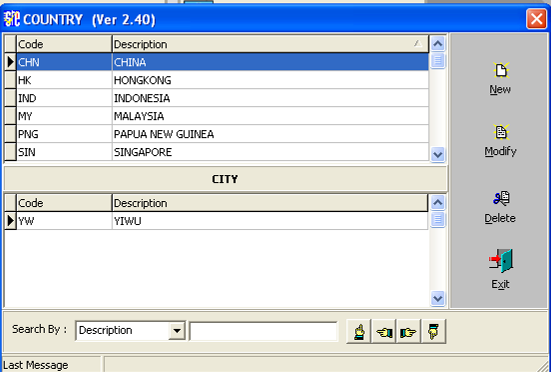 COUNTRY (Ver 2.40)
Code Description
CHN CHINA
HK HONGKONG
IND INDONESIA
MY MALAYSIA
PNG PAPUA NEW GUINEA
SIN SINGAPORE
CITY
Code Description
YW YIWU
New
Modify
Delete
Exit
Search By : Description
Last Message